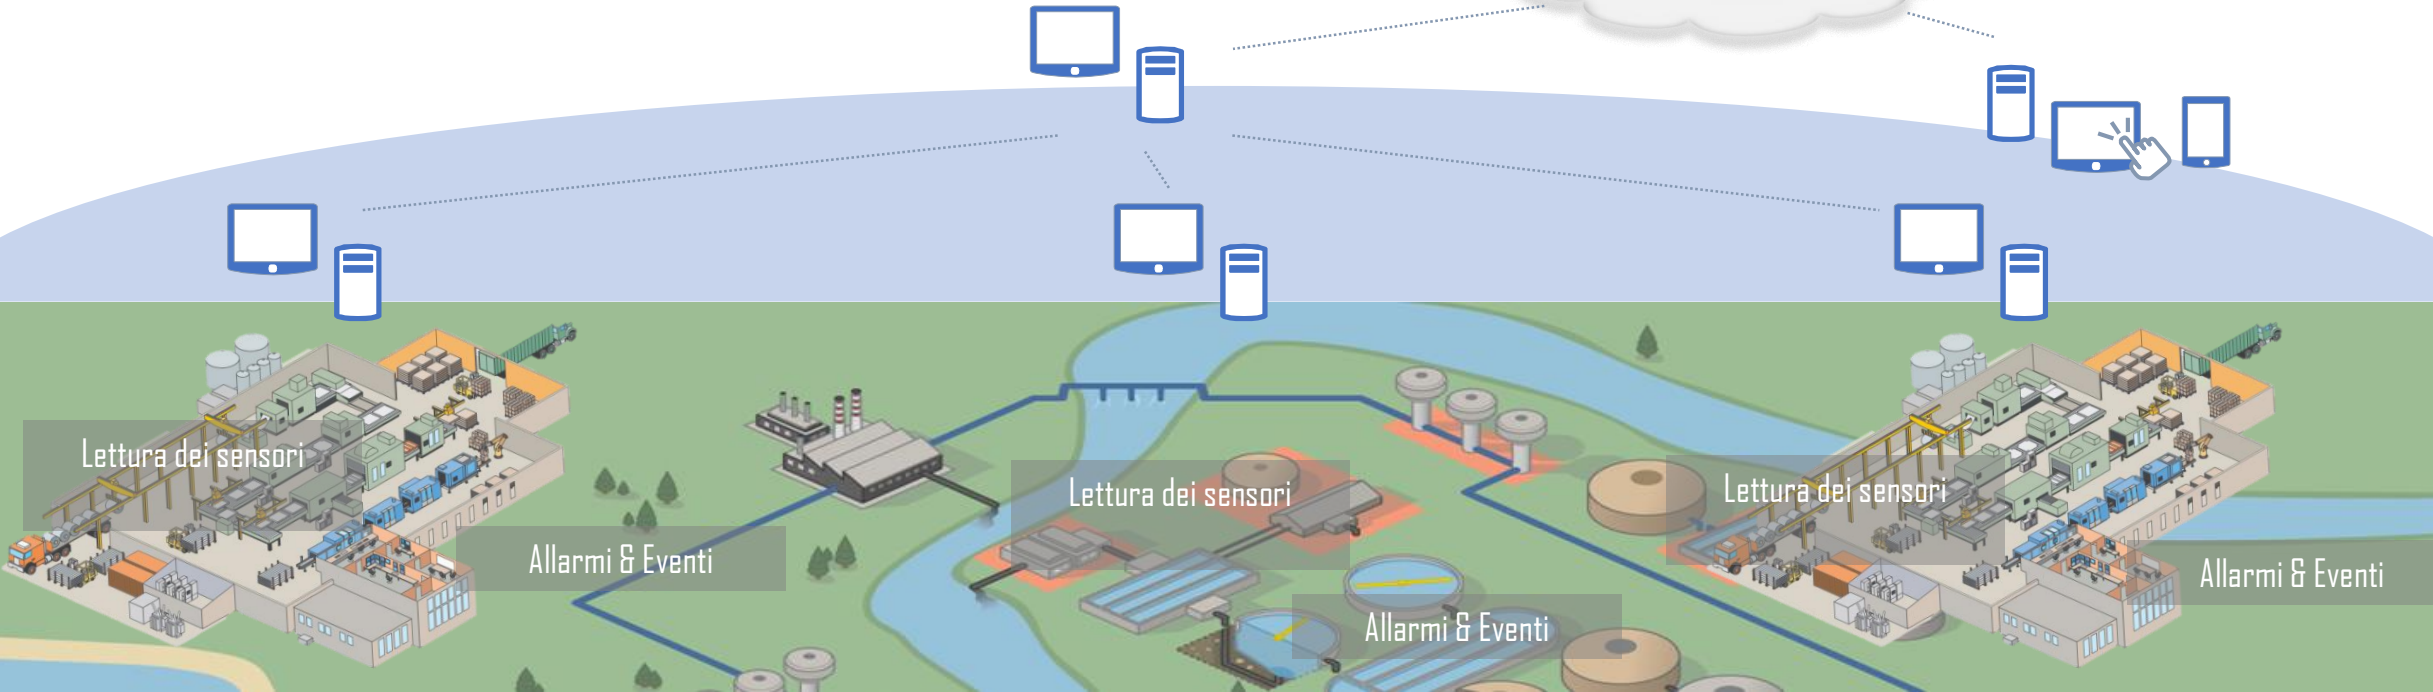 Lettura dei sensori
Allarmi & Eventi
Lettura dei sensori
Allarmi & Eventi
Lettura dei sensori
Allarmi & Eventi